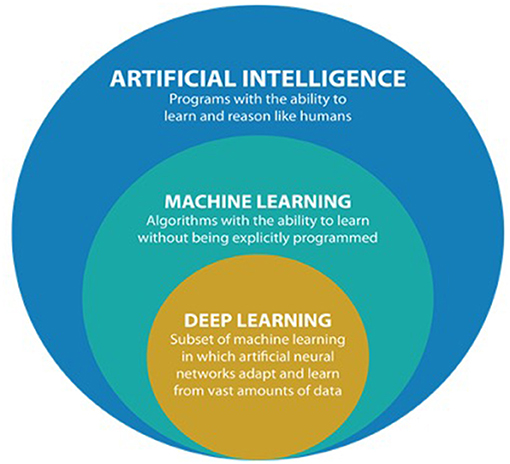 ARTIFICIAL INTELLIGENCE
Programs with the ability to
learn and reason like humans
MACHINE LEARNING
Algorithms with the ability to learn
without being explicitly programmed
DEEP LEARNING
Subset of machine learning
in which artificial neural
networks adapt and learn
from vast amounts of data